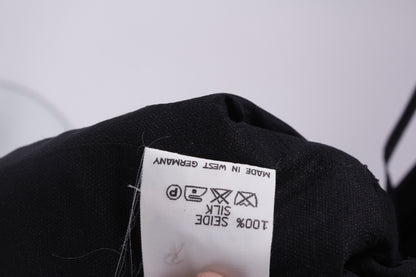 100% SEIDE
SILK
P
MADE IN WEST GERMANY